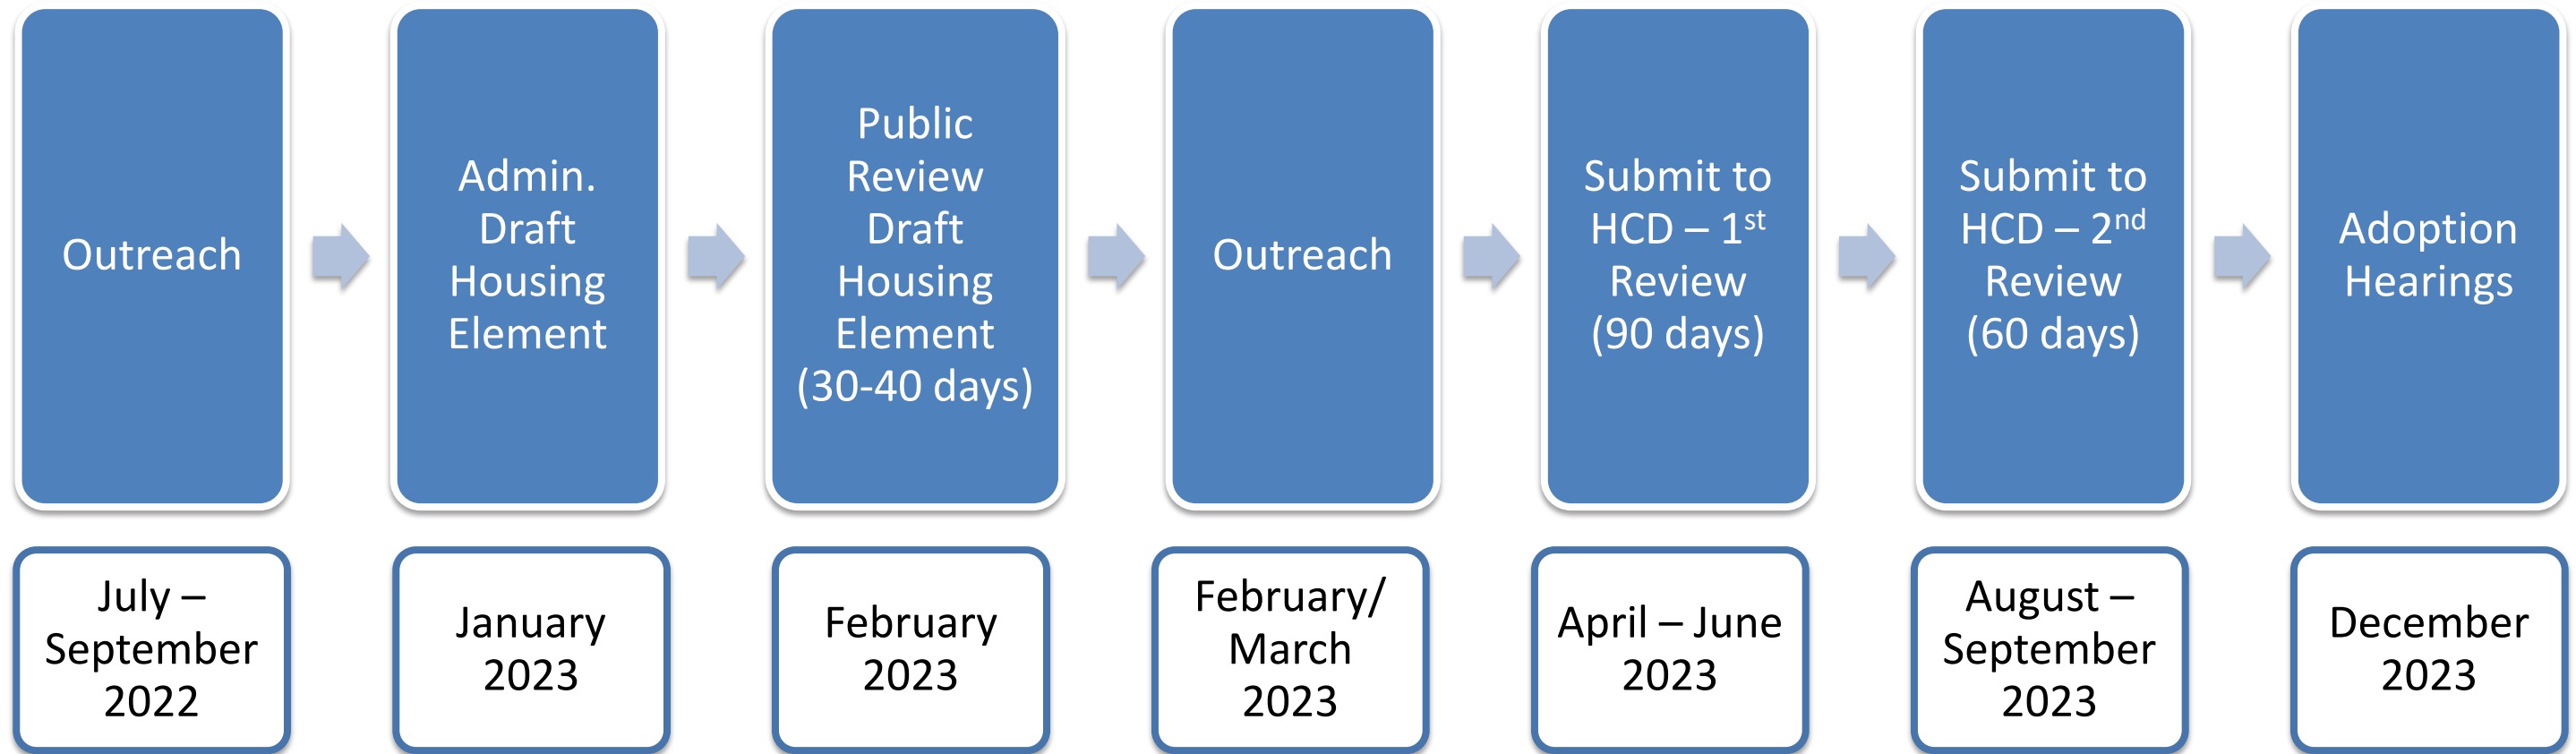 Outreach
Admin.
Draft
Housing
Element
Public
Review
Draft
Housing
Element
(30-40 days)
Outreach
Submit to
HCD – 1st
Review
(90 days)
Submit to
HCD – 2nd
Review
(60 days)
Adoption
Hearings
July –
September
2022
January
2023
February
2023
February/
March
2023
April – June
2023
August –
September
2023
December
2023